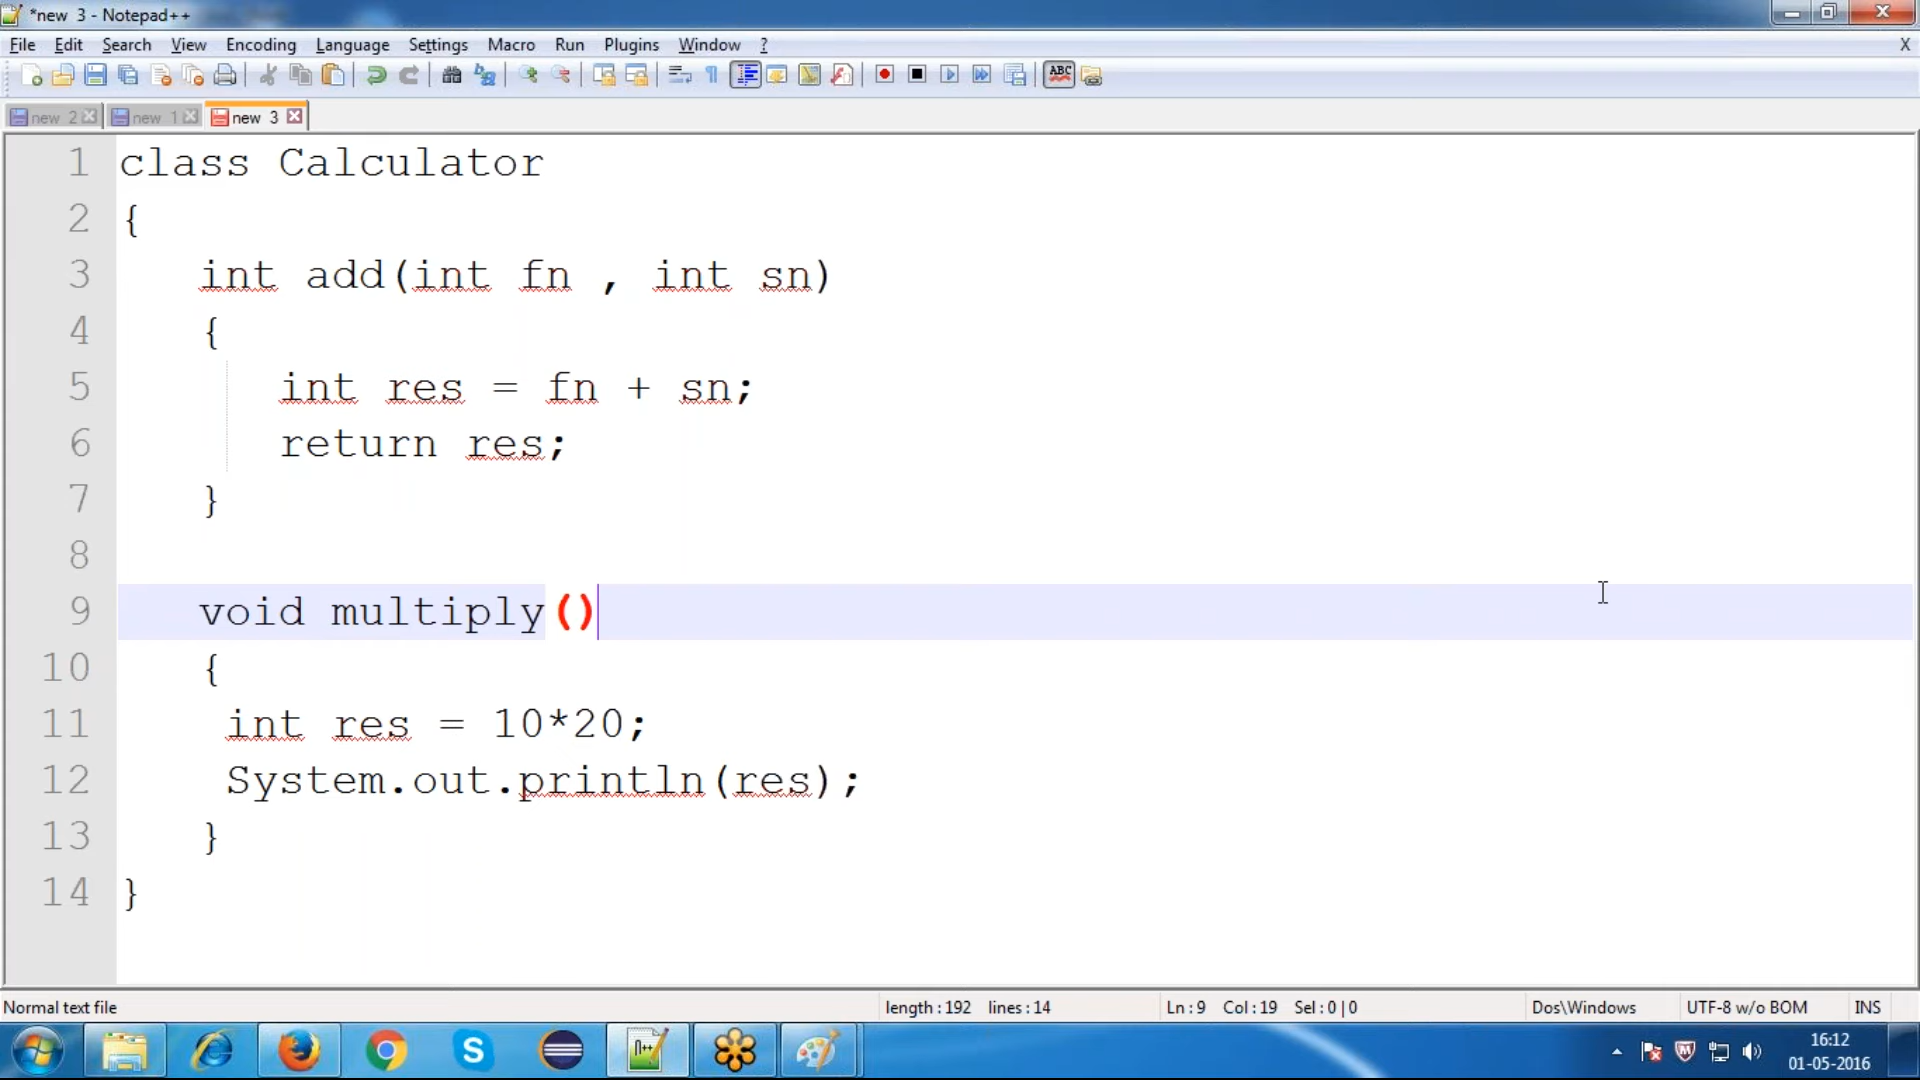 *new 3 - Notepad++
File Edit Search View Encoding Language Settings Macro Run Plugins Window ? X
ABC
new 2 new 1 new 3
1 class Calculator
2 {
3 int add(int fn , int sn)
4 {
5 int res = fn + sn;
6 return res;
7 }
8
9 void multiply()
10 {
11 int res = 10*20;
12 System.out.println(res);
13 }
14 }
Normal text file length : 192 lines : 14 Ln : 9 Col : 19 Sel : 0 | 0 Dos\Windows UTF-8 w/o BOM INS
16:12
01-05-2016